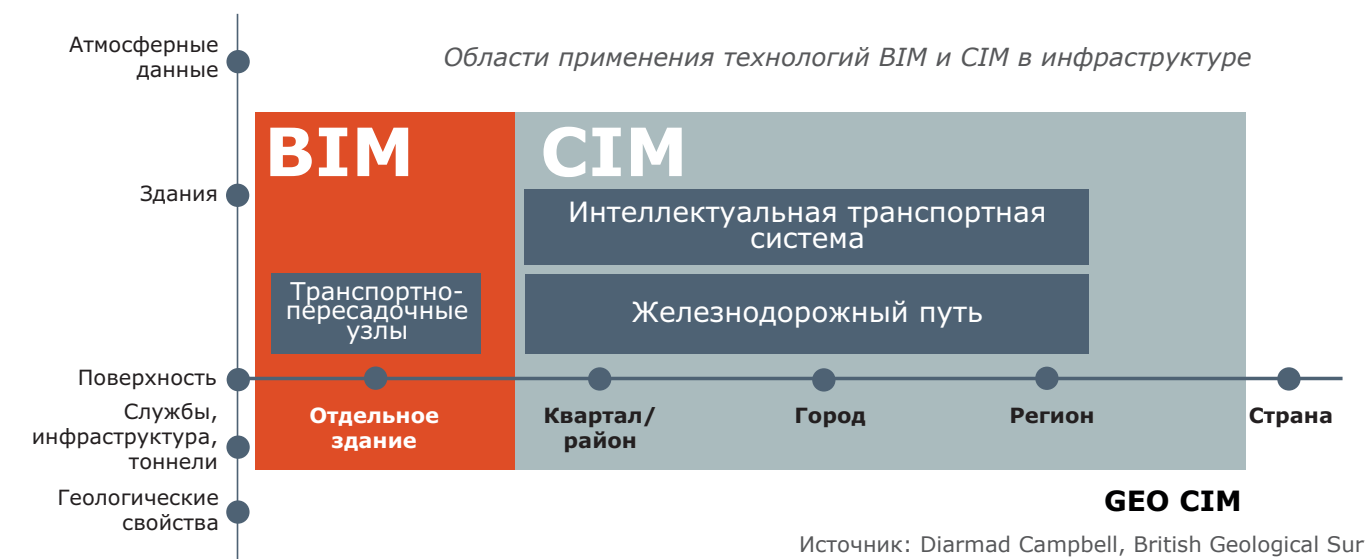 Атмосферные
данные
Области применения технологий BIM и CIM в инфраструктуре
BIM
CIM
Здания
Интеллектуальная транспортная
система
Транспортно-
пересадочные
узлы
Железнодорожный путь
Поверхность
Службы,
инфраструктура,
тоннели
Отдельное
здание
Квартал/
район
Город
Регион
Страна
Геологические
свойства
GEO CIM
Источник: Diarmad Campbell, British Geological Sur